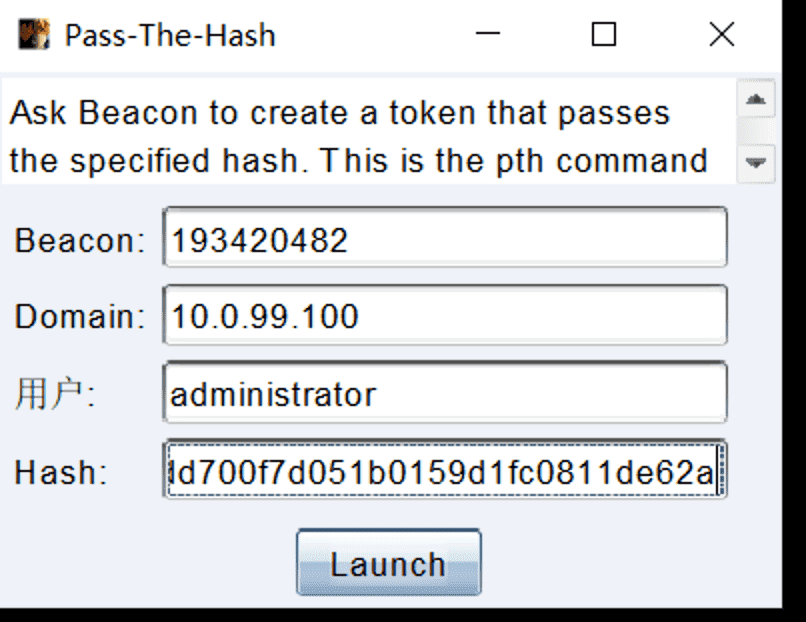 Pass-The-Hash
Ask Beacon to create a token that passes
the specified hash. This is the pth command
Beacon: 193420482
Domain: 10.0.99.100
用户: administrator
Hash: d700f7d051b0159d1fc0811de62a
Launch